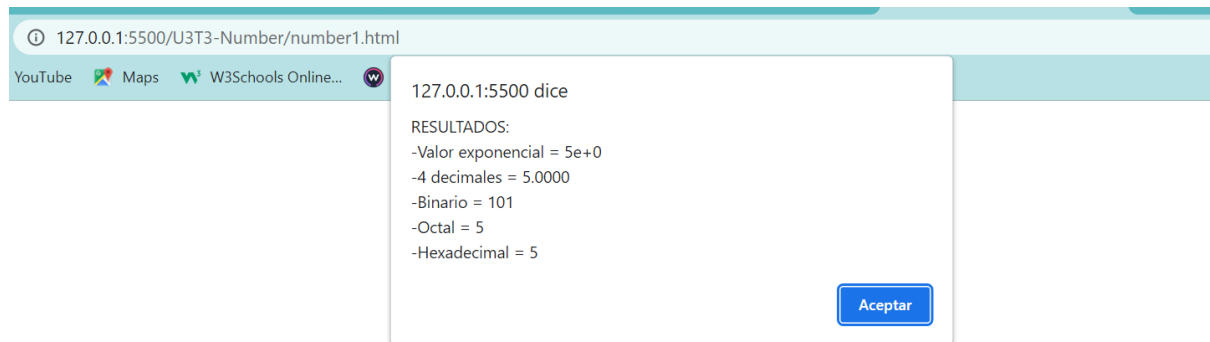 127.0.0.1:5500/U3T3-Number/number1.html
YouTube Maps W3Schools Online...
127.0.0.1:5500 dice
RESULTADOS:
-Valor exponencial = 5e+0
-4 decimales = 5.0000
-Binario = 101
-Octal = 5
-Hexadecimal = 5
Aceptar